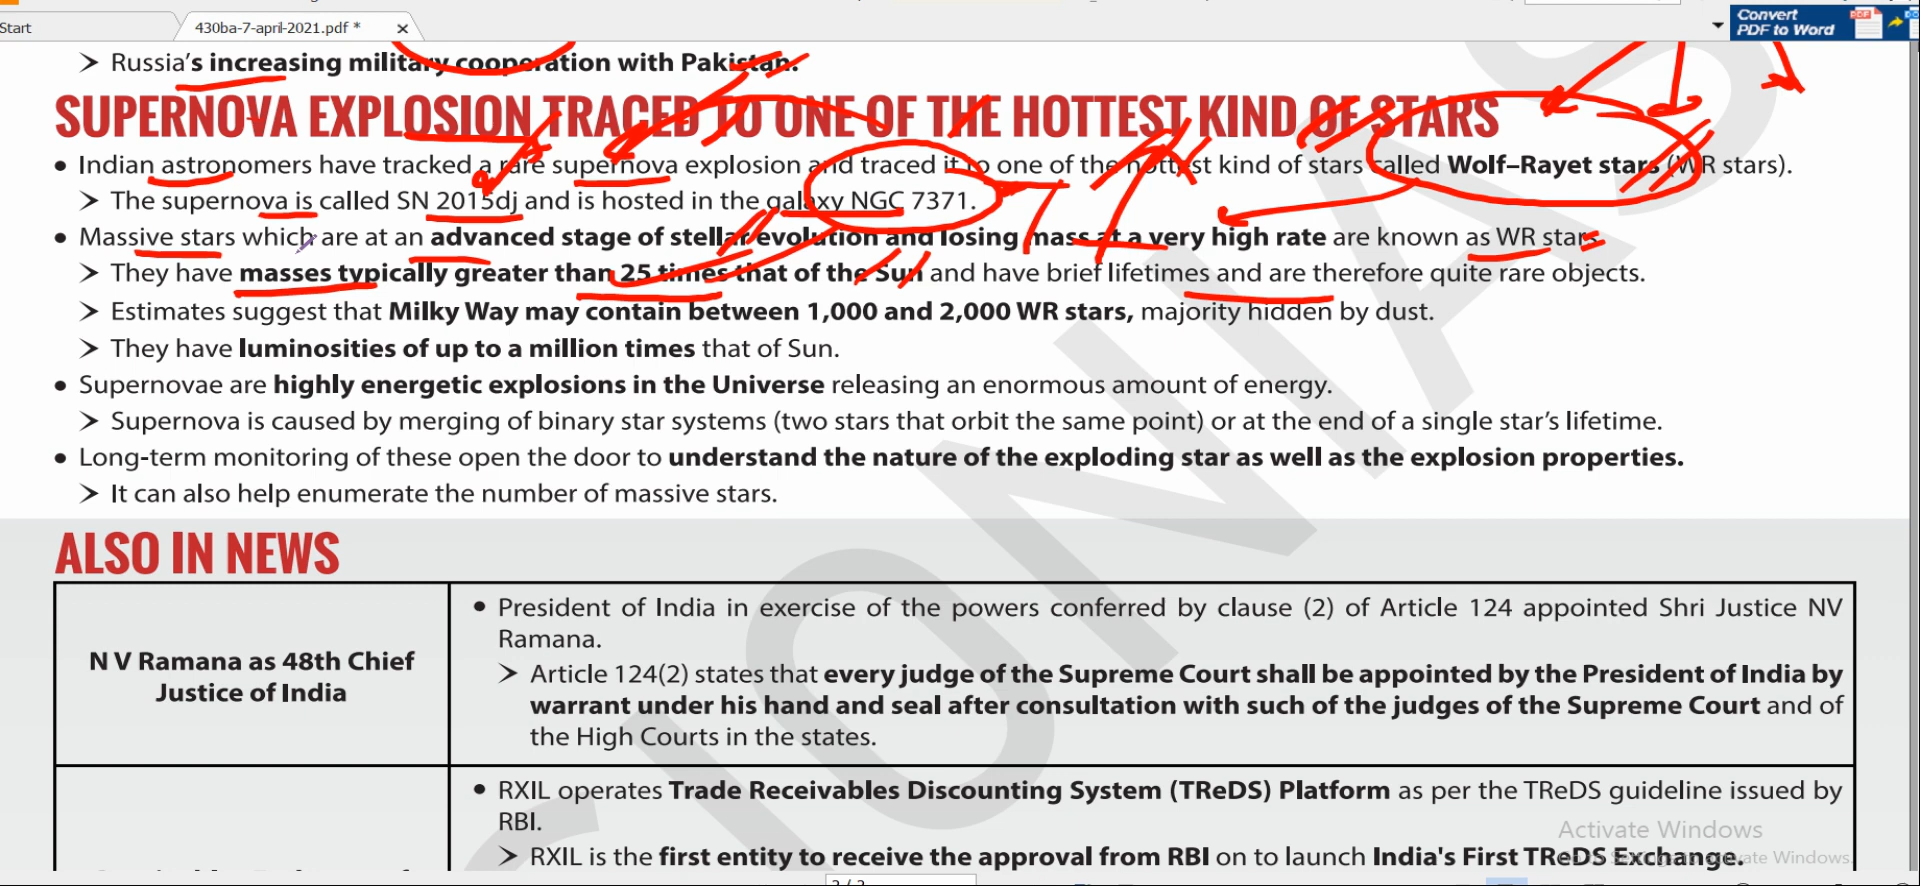 Start
430ba-7-april-2021.pdf *
Convert
PDF to Word
➤ Russia's increasing military cooperation with Pakistan.
SUPERNOVA EXPLOSION TRACED TO ONE OF THE HOTTEST KIND OF STARS
• Indian astronomers have tracked a rare supernova explosion and traced it to one of the hottest kind of stars called Wolf–Rayet stars (WR stars).
➤ The supernova is called SN 2015dj and is hosted in the galaxy NGC 7371.
• Massive stars which are at an advanced stage of stellar evolution and losing mass at a very high rate are known as WR stars.
➤ They have masses typically greater than 25 times that of the Sun and have brief lifetimes and are therefore quite rare objects.
➤ Estimates suggest that Milky Way may contain between 1,000 and 2,000 WR stars, majority hidden by dust.
➤ They have luminosities of up to a million times that of Sun.
• Supernovae are highly energetic explosions in the Universe releasing an enormous amount of energy.
➤ Supernova is caused by merging of binary star systems (two stars that orbit the same point) or at the end of a single star's lifetime.
• Long-term monitoring of these open the door to understand the nature of the exploding star as well as the explosion properties.
➤ It can also help enumerate the number of massive stars.
ALSO IN NEWS
N V Ramana as 48th Chief
Justice of India
• President of India in exercise of the powers conferred by clause (2) of Article 124 appointed Shri Justice NV
Ramana.
➤ Article 124(2) states that every judge of the Supreme Court shall be appointed by the President of India by
warrant under his hand and seal after consultation with such of the judges of the Supreme Court and of
the High Courts in the states.
• RXIL operates Trade Receivables Discounting System (TReDS) Platform as per the TReDS guideline issued by
RBI.
➤ RXIL is the first entity to receive the approval from RBI on to launch India's First TReDS Exchange.
Activate Windows
Go to Settings to activate Windows.